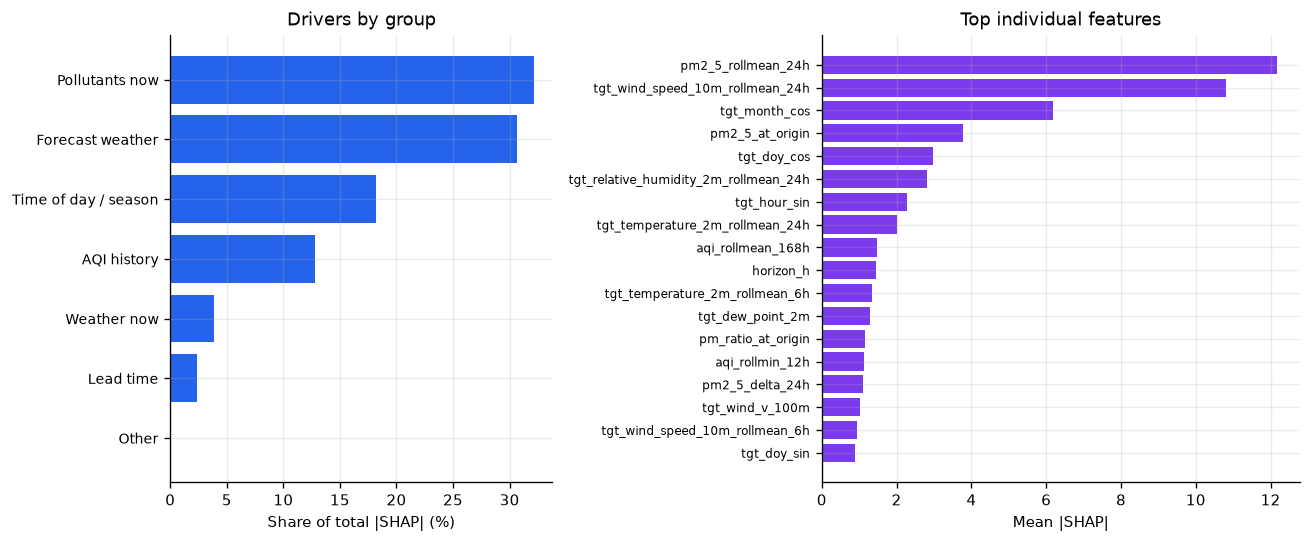 Drivers by group
Pollutants now
Forecast weather
Time of day / season
AQI history
Weather now
Lead time
Other
0 5 10 15 20 25 30
Share of total |SHAP| (%)
Top individual features
pm2_5_rollmean_24h
tgt_wind_speed_10m_rollmean_24h
tgt_month_cos
pm2_5_at_origin
tgt_doy_cos
tgt_relative_humidity_2m_rollmean_24h
tgt_hour_sin
tgt_temperature_2m_rollmean_24h
aqi_rollmean_168h
horizon_h
tgt_temperature_2m_rollmean_6h
tgt_dew_point_2m
pm_ratio_at_origin
aqi_rollmin_12h
pm2_5_delta_24h
tgt_wind_v_100m
tgt_wind_speed_10m_rollmean_6h
tgt_doy_sin
0 2 4 6 8 10 12
Mean |SHAP|